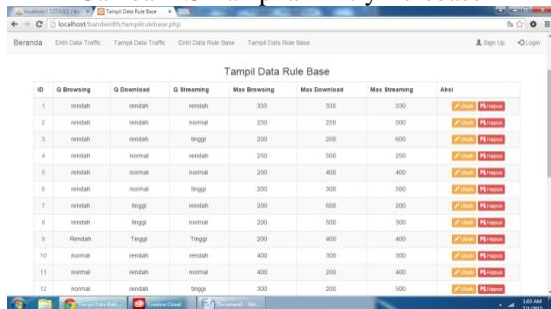 localhost/bandwidth/tampilrulebase.php
Beranda Entri Data Traffic Tampil Data Traffic Entri Data Rule Base Tampil Data Rule Base Sign Up Login
Tampil Data Rule Base
ID Q Browsing Q Download Q Streaming Max Browsing Max Download Max Streaming Aksi
1 rendah rendah rendah 330 330 330 Ubah Hapus
2 rendah rendah normal 250 250 500 Ubah Hapus
3 rendah rendah tinggi 200 200 600 Ubah Hapus
4 rendah normal rendah 250 500 250 Ubah Hapus
5 rendah normal normal 200 400 400 Ubah Hapus
6 rendah normal tinggi 200 300 500 Ubah Hapus
7 rendah tinggi rendah 200 600 200 Ubah Hapus
8 rendah tinggi normal 200 500 300 Ubah Hapus
9 Rendah Tinggi Tinggi 200 400 400 Ubah Hapus
10 normal rendah rendah 400 300 300 Ubah Hapus
11 normal rendah normal 400 200 400 Ubah Hapus
12 normal rendah tinggi 300 200 500 Ubah Hapus
Tampil Data Rule ... Creative Cloud
1:03 AM